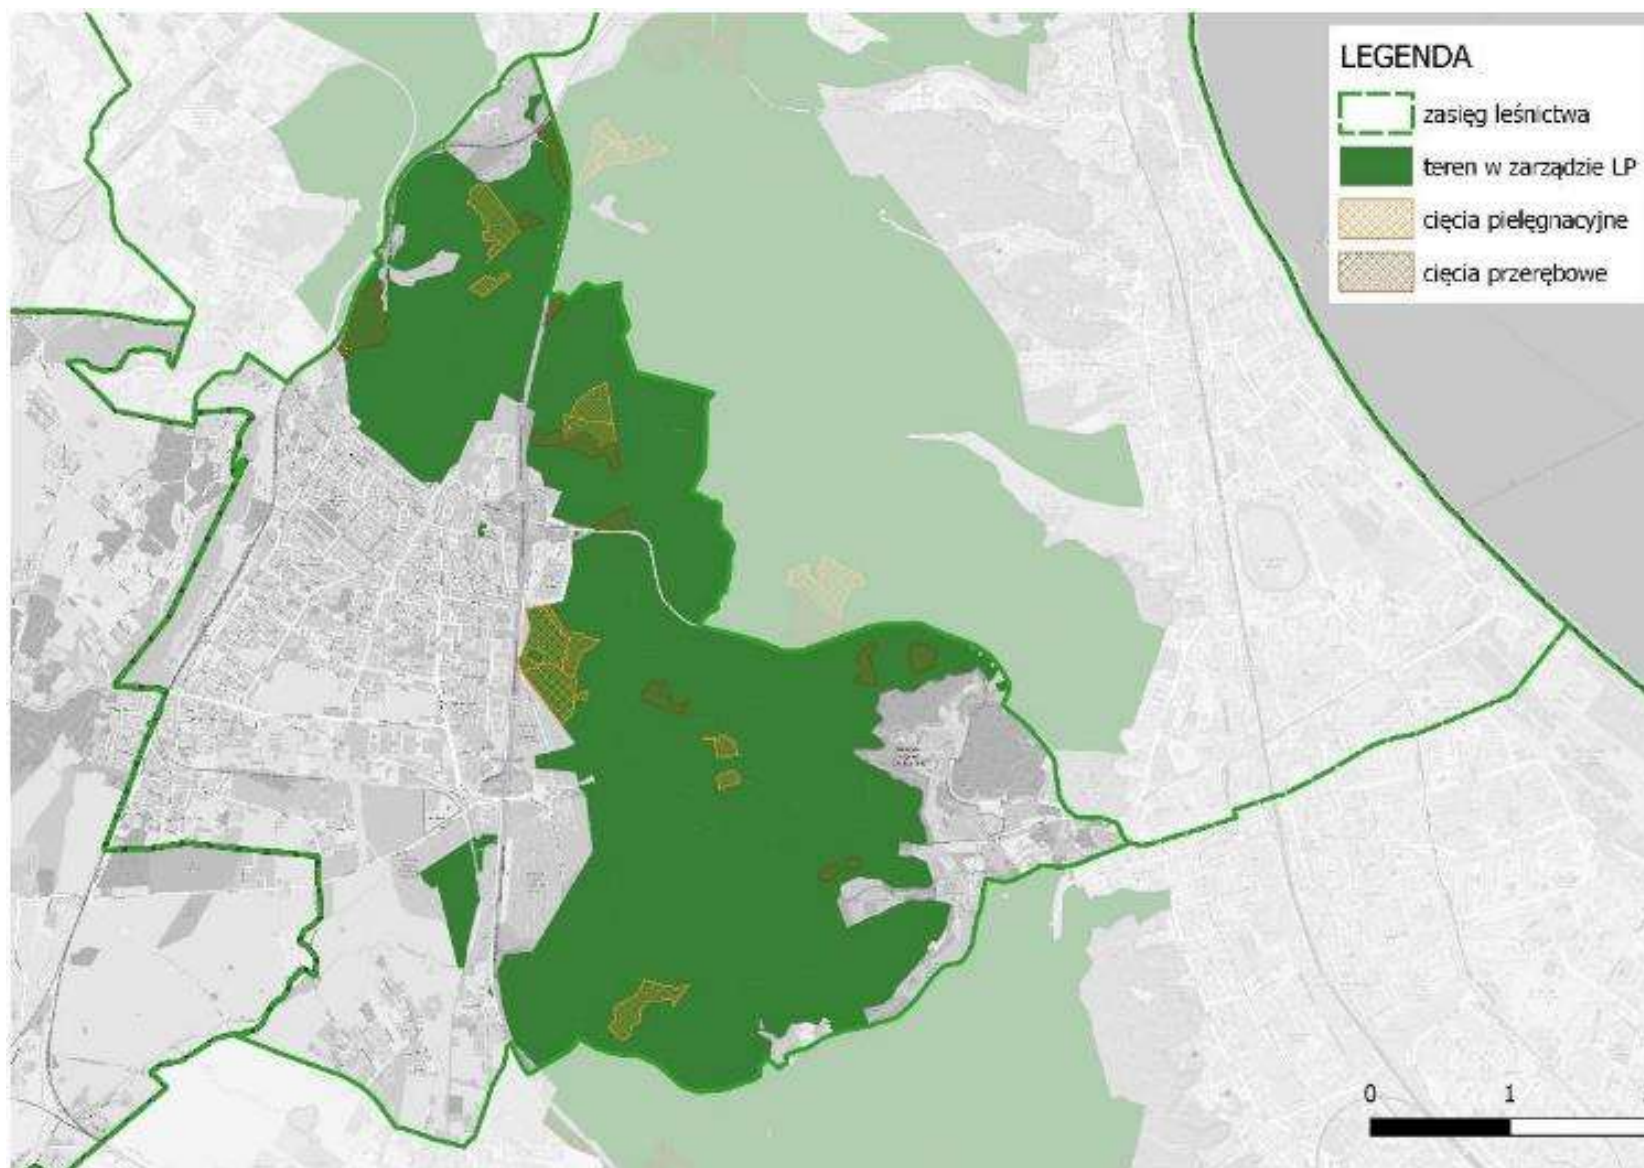 LEGENDA
zasięg leśnictwa
teren w zarządzie LP
cięcia pielęgnacyjne
cięcia przerębowe
0 1